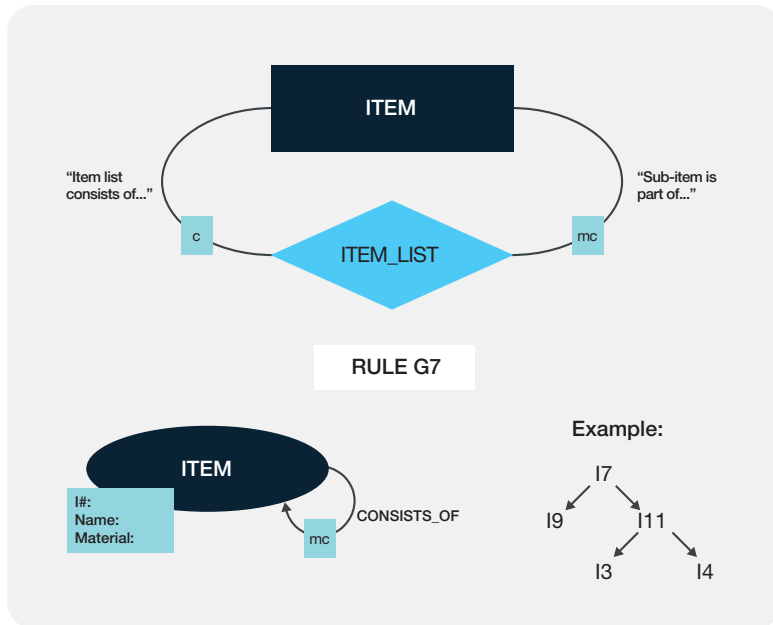 ITEM
“Item list
consists of...”
“Sub-item is
part of...”
c
ITEM_LIST
mc
RULE G7
ITEM
I#:
Name:
Material:
CONSISTS_OF
mc
Example:
I7
I9
I11
I3
I4